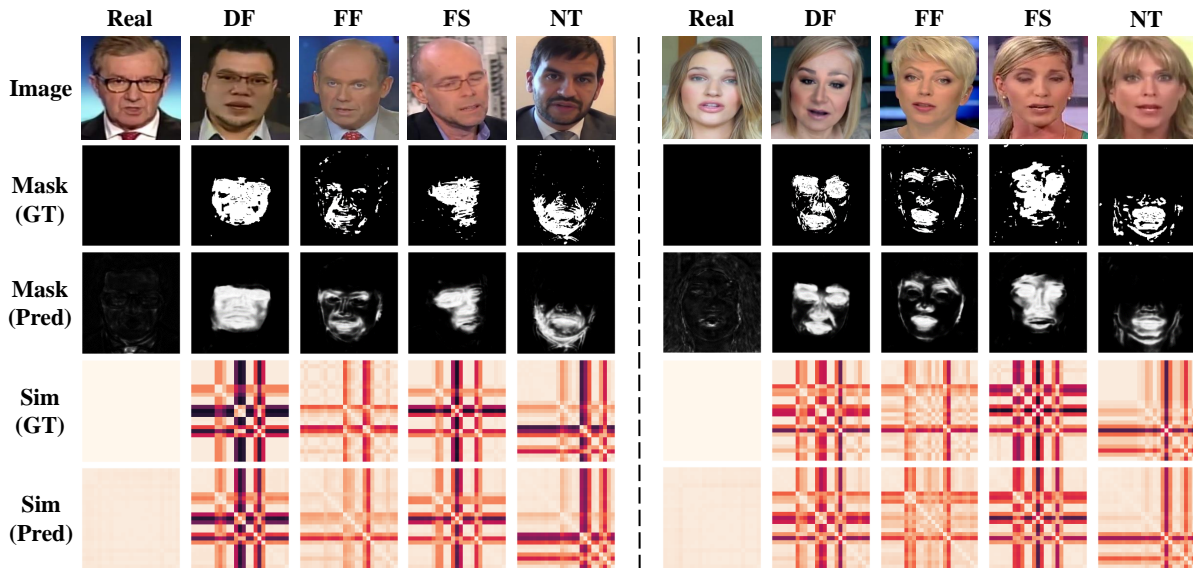 Real DF FF FS NT Real DF FF FS NT
Image
Mask
(GT)
Mask
(Pred)
Sim
(GT)
Sim
(Pred)